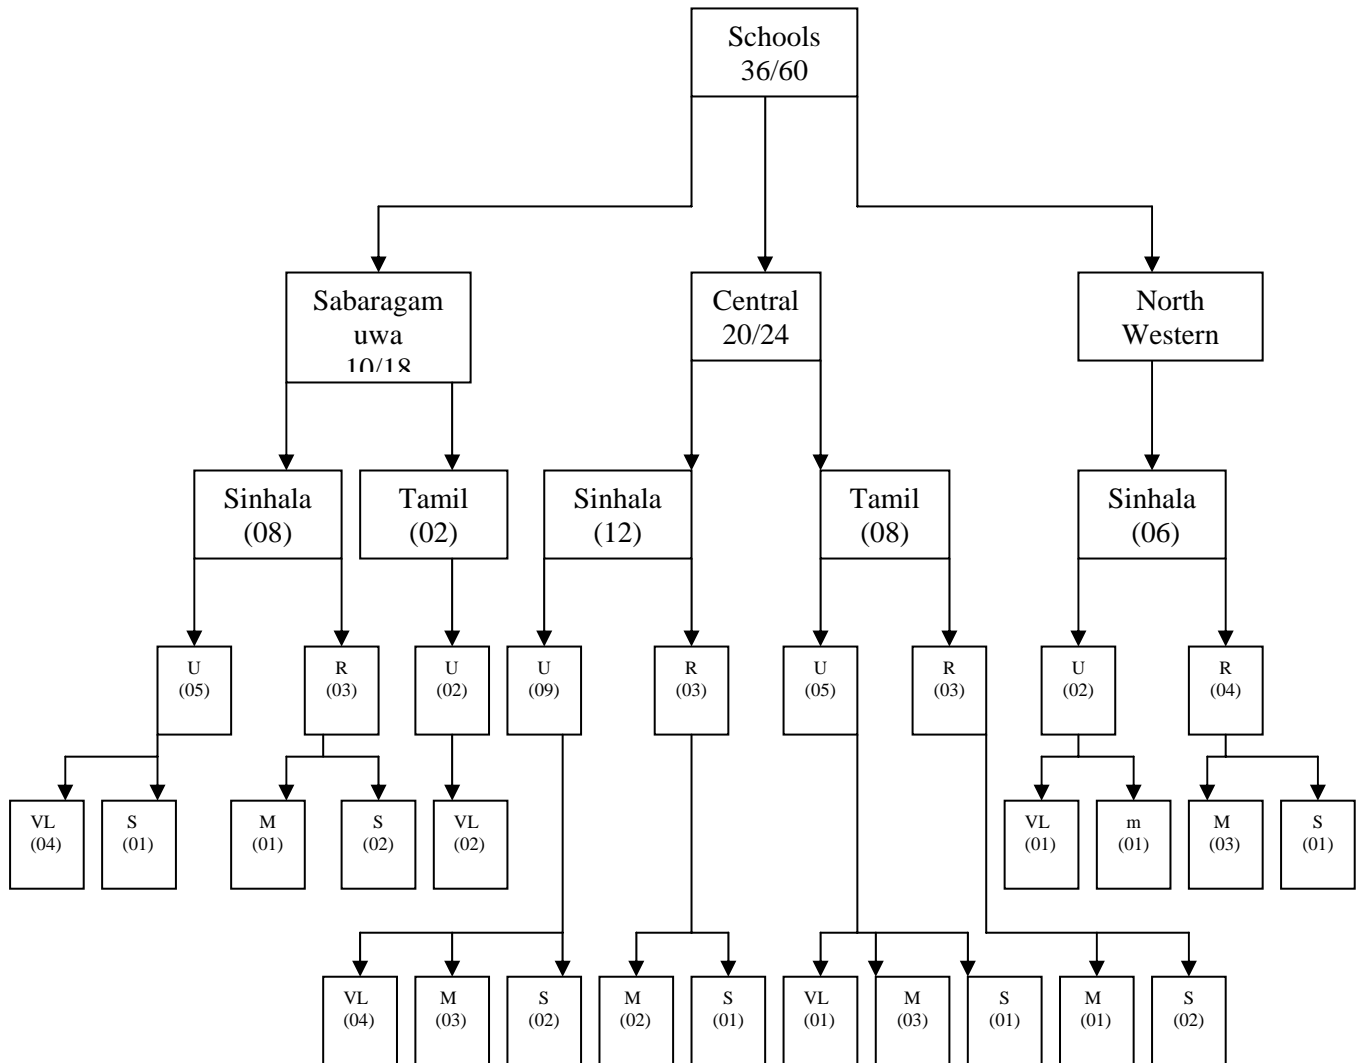 Schools
36/60
Sabaragam
uwa
10/18
Central
20/24
North
Western
Sinhala
(08)
Tamil
(02)
Sinhala
(12)
Tamil
(08)
Sinhala
(06)
U
(05)
R
(03)
U
(02)
U
(09)
R
(03)
U
(05)
R
(03)
U
(02)
R
(04)
VL
(04)
S
(01)
M
(01)
S
(02)
VL
(02)
VL
(01)
m
(01)
M
(03)
S
(01)
VL
(04)
M
(03)
S
(02)
M
(02)
S
(01)
VL
(01)
M
(03)
S
(01)
M
(01)
S
(02)